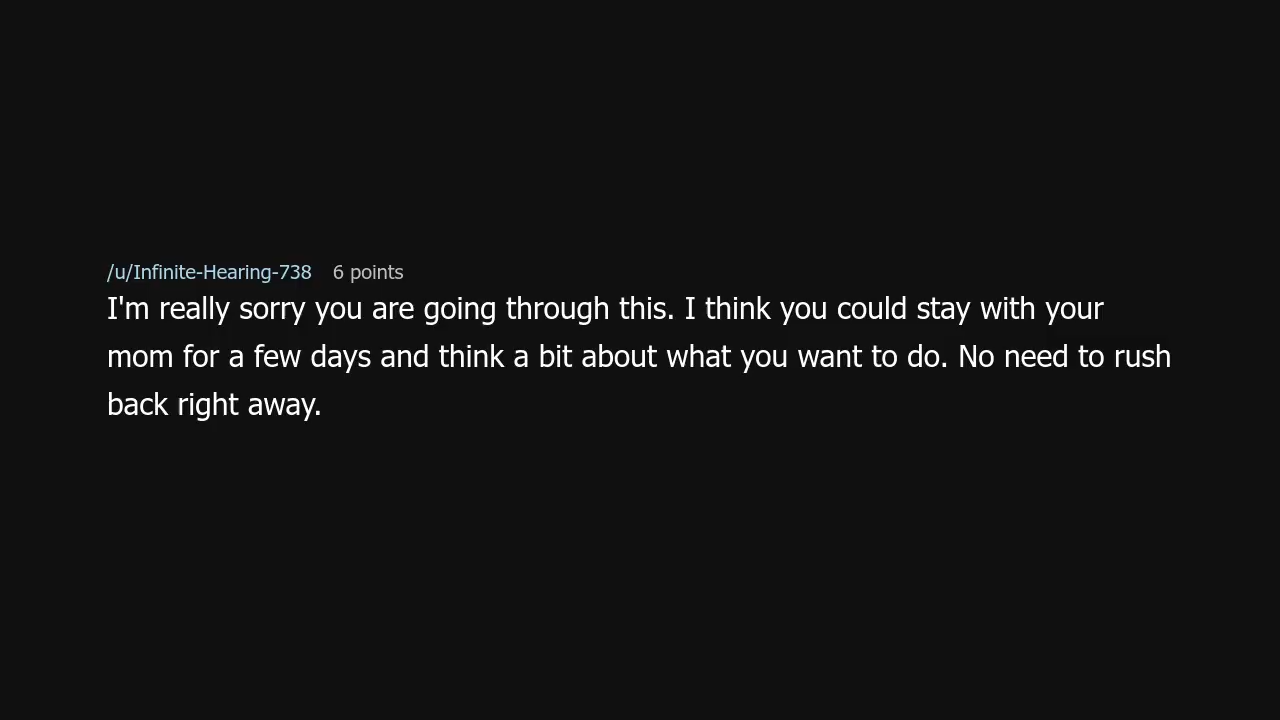 /u/Infinite-Hearing-738 6 points
I'm really sorry you are going through this. I think you could stay with your
mom for a few days and think a bit about what you want to do. No need to rush
back right away.